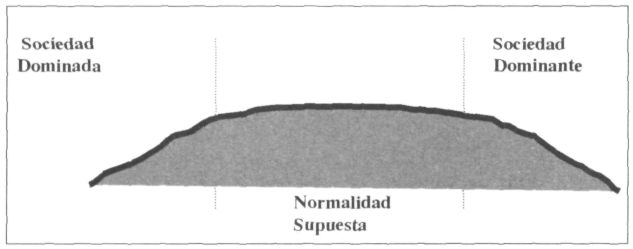 Sociedad
Dominada
Sociedad
Dominante
Normalidad
Supuesta